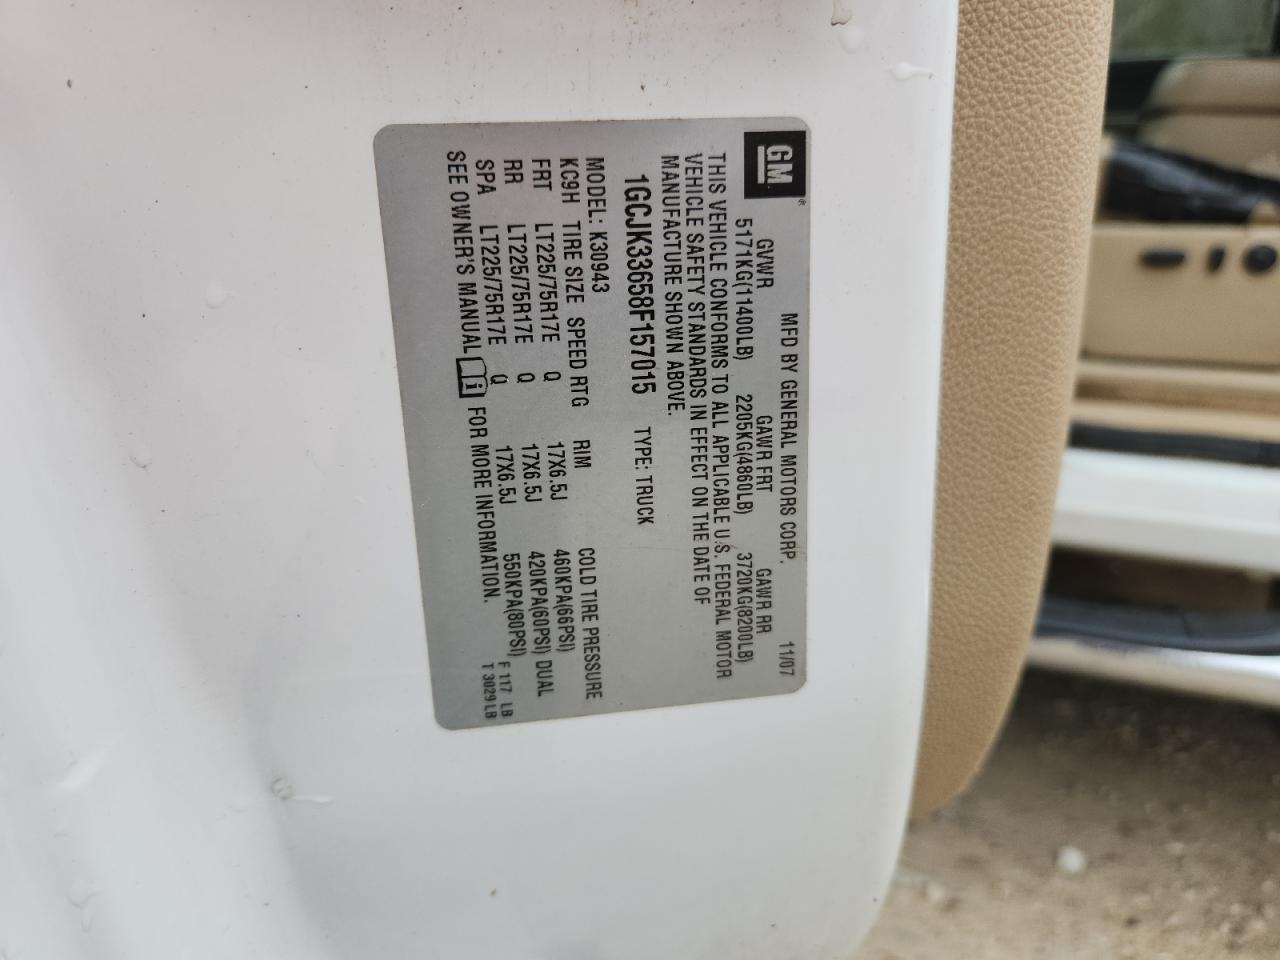 GM
MFD BY GENERAL MOTORS CORP. 11/07
GVWR GAWR FRT GAWR RR
5171KG(11400LB) 2205KG(4860LB) 3720KG(8200LB)
THIS VEHICLE CONFORMS TO ALL APPLICABLE U.S. FEDERAL MOTOR
VEHICLE SAFETY STANDARDS IN EFFECT ON THE DATE OF
MANUFACTURE SHOWN ABOVE.
1GCJK33658F157015 TYPE: TRUCK
MODEL: K30943
KC9H TIRE SIZE SPEED RTG RIM COLD TIRE PRESSURE
FRT LT225/75R17E Q 17X6.5J 460KPA(66PSI)
RR LT225/75R17E Q 17X6.5J 420KPA(60PSI) DUAL
SPA LT225/75R17E Q 17X6.5J 550KPA(80PSI) F 117 LB
SEE OWNER'S MANUAL i FOR MORE INFORMATION. T 3029 LB